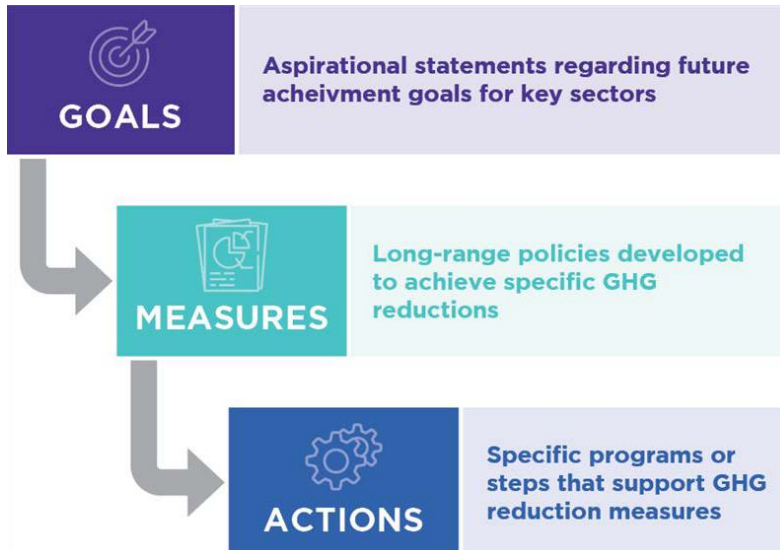 GOALS
Aspirational statements regarding future
acheivment goals for key sectors
MEASURES
Long-range policies developed
to achieve specific GHG
reductions
ACTIONS
Specific programs or
steps that support GHG
reduction measures